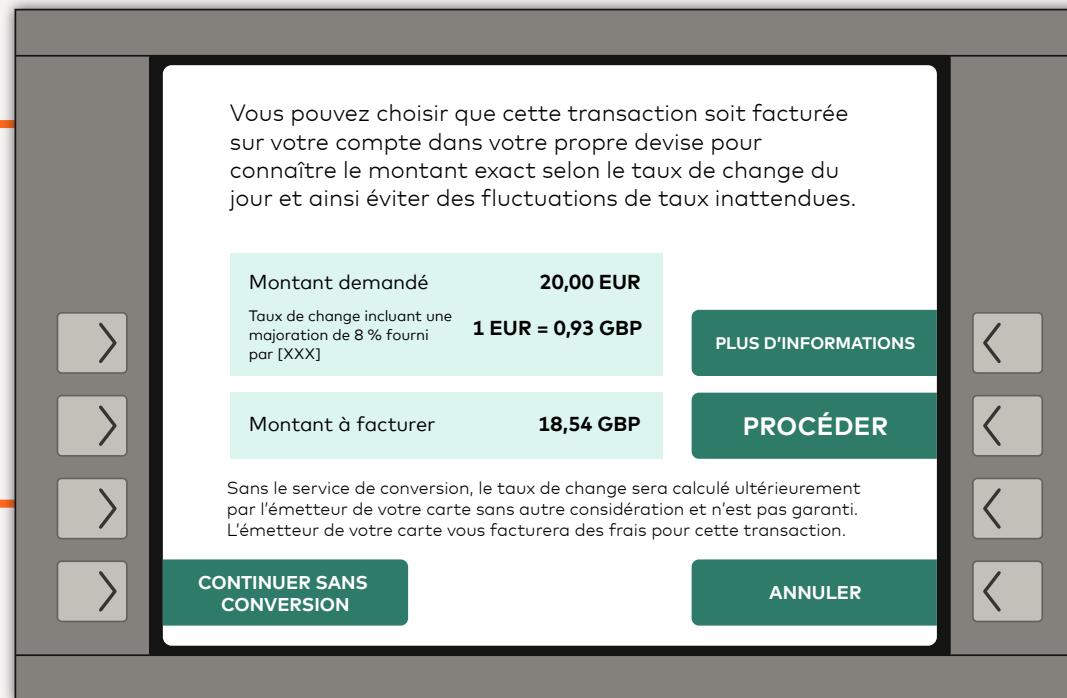 Vous pouvez choisir que cette transaction soit facturée
sur votre compte dans votre propre devise pour
connaître le montant exact selon le taux de change du
jour et ainsi éviter des fluctuations de taux inattendues.
Montant demandé 20,00 EUR
Taux de change incluant une
majoration de 8 % fourni
par [XXX]
1 EUR = 0,93 GBP
PLUS D’INFORMATIONS
Montant à facturer 18,54 GBP
PROCÉDER
Sans le service de conversion, le taux de change sera calculé ultérieurement
par l’émetteur de votre carte sans autre considération et n’est pas garanti.
L’émetteur de votre carte vous facturera des frais pour cette transaction.
CONTINUER SANS
CONVERSION
ANNULER